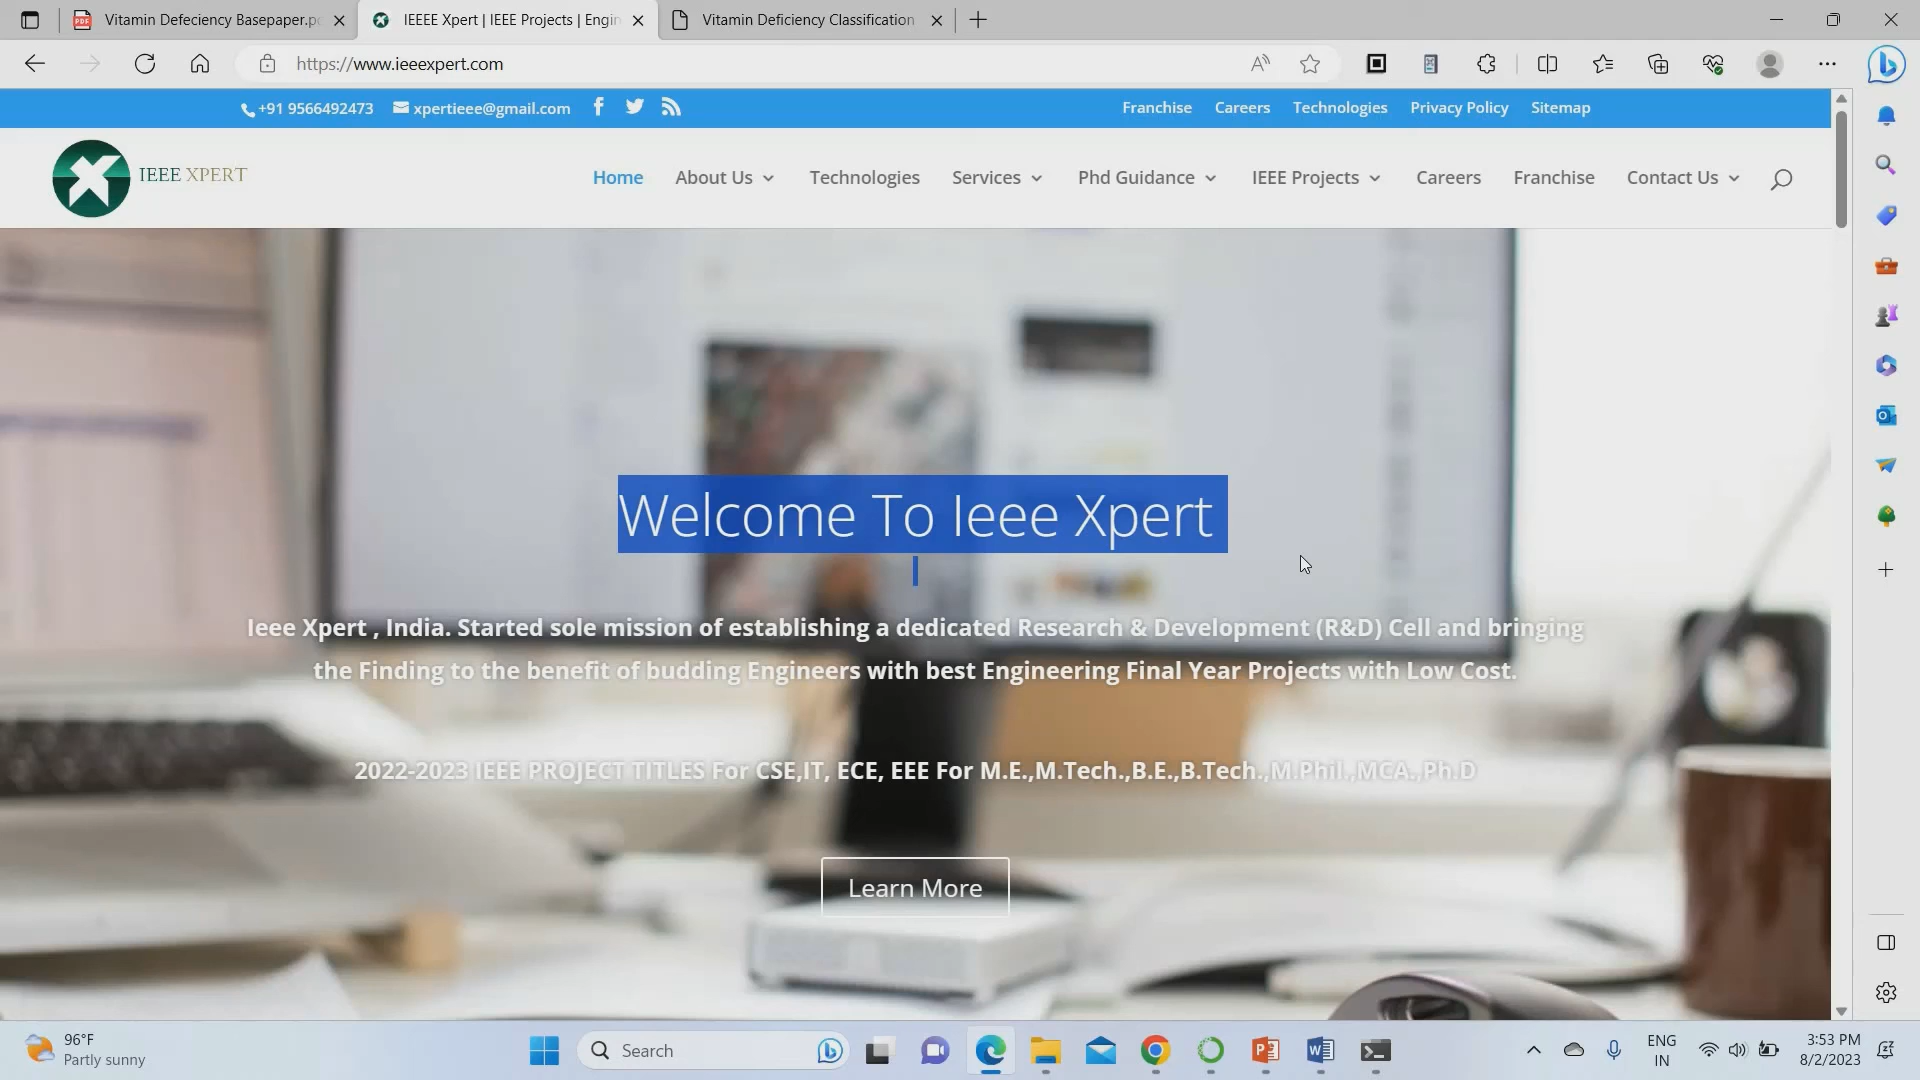 Vitamin Defeciency Basepaper.pd
IEEEE Xpert | IEEE Projects | Engin
Vitamin Deficiency Classification
https://www.ieeexpert.com
+91 9566492473
xpertieee@gmail.com
Franchise
Careers
Technologies
Privacy Policy
Sitemap
IEEE XPERT
Home
About Us
Technologies
Services
Phd Guidance
IEEE Projects
Careers
Franchise
Contact Us
Welcome To Ieee Xpert
Ieee Xpert , India. Started sole mission of establishing a dedicated Research & Development (R&D) Cell and bringing
the Finding to the benefit of budding Engineers with best Engineering Final Year Projects with Low Cost.
2022-2023 IEEE PROJECT TITLES For CSE,IT, ECE, EEE For M.E.,M.Tech.,B.E.,B.Tech.,M.Phil.,MCA.,Ph.D
Learn More
96°F
Partly sunny
Search
ENG
IN
3:53 PM
8/2/2023